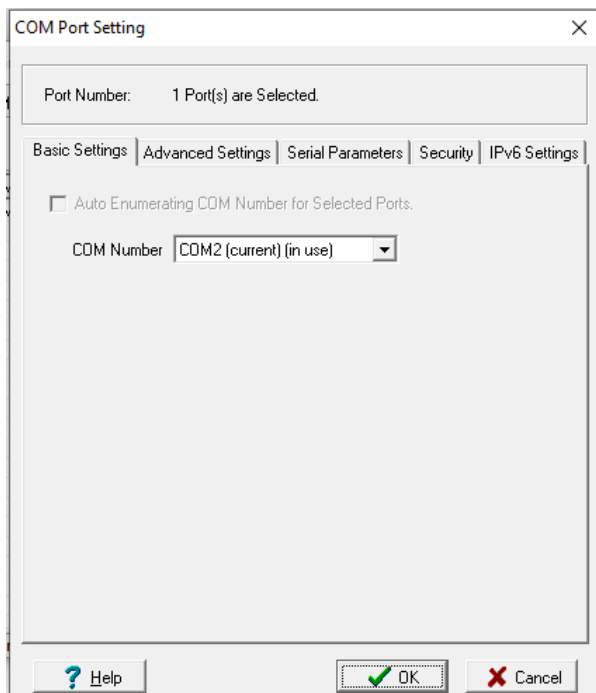 COM Port Setting
Port Number: 1 Port(s) are Selected.
Basic Settings Advanced Settings Serial Parameters Security IPv6 Settings
Auto Enumerating COM Number for Selected Ports.
COM Number COM2 (current) (in use)
? Help OK Cancel